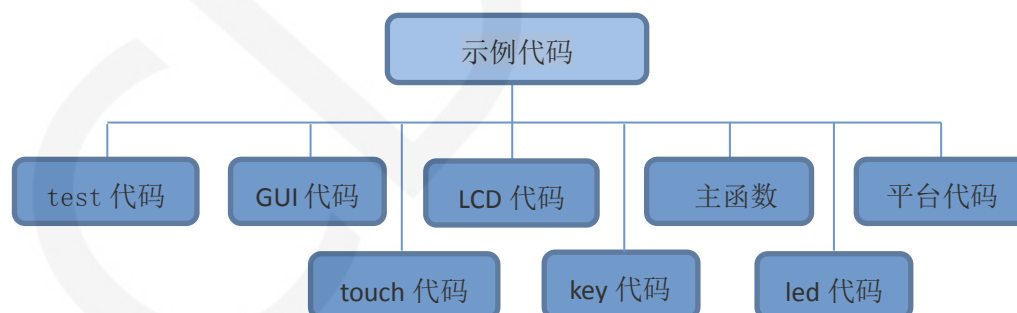 示例代码
test 代码
GUI 代码
LCD 代码
主函数
平台代码
touch 代码
key 代码
led 代码